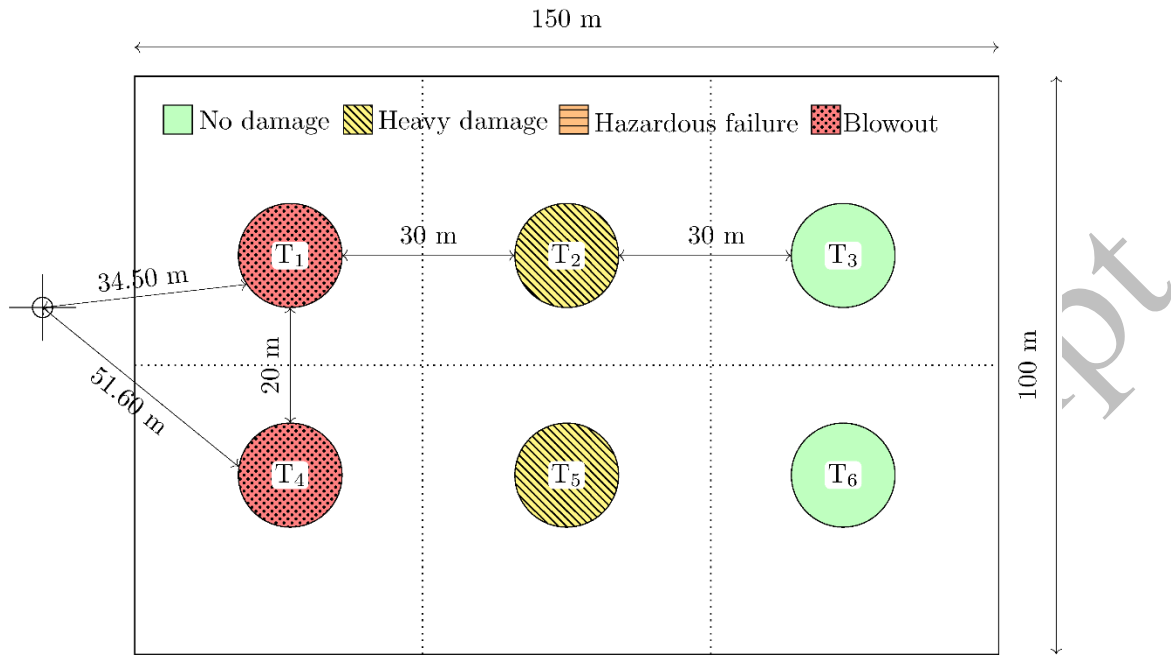 150 m
No damage
Heavy damage
Hazardous failure
Blowout
T₁
30 m
T₂
30 m
T₃
34.50 m
20 m
51.60 m
100 m
T₄
T₅
T₆
pt